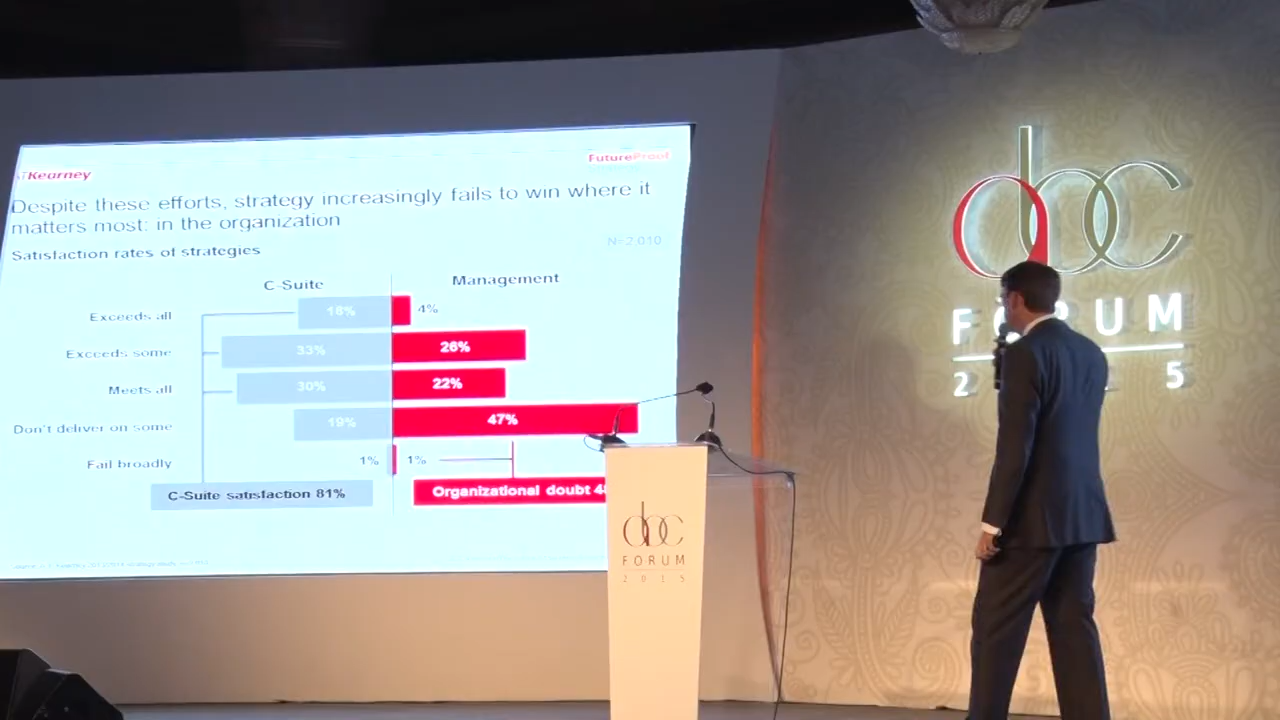 ATKearney
FutureProof
Despite these efforts, strategy increasingly fails to win where it
matters most: in the organization
Satisfaction rates of strategies
N=2,010
C-Suite
Management
Exceeds all
18%
4%
Exceeds some
33%
26%
Meets all
30%
22%
Don't deliver on some
19%
47%
Fail broadly
1%
1%
C-Suite satisfaction 81%
Organizational doubt 4
dbc
FORUM
2015
dbc
F UM
2 5